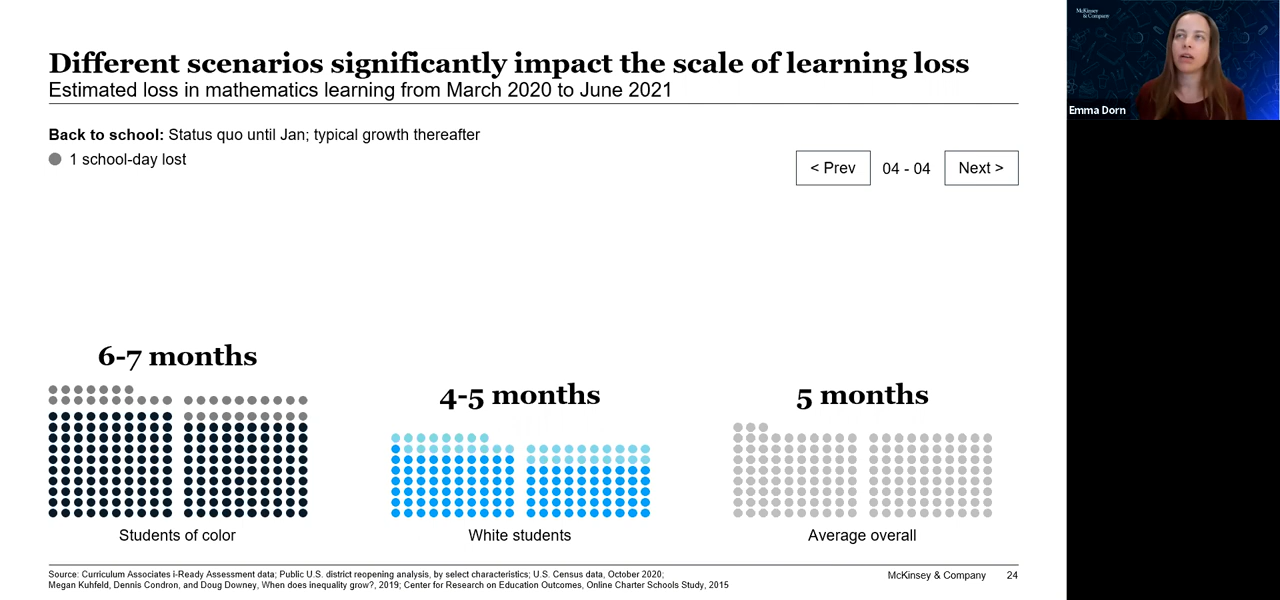 Different scenarios significantly impact the scale of learning loss
Estimated loss in mathematics learning from March 2020 to June 2021
Back to school: Status quo until Jan; typical growth thereafter
1 school-day lost
< Prev
04 - 04
Next >
6-7 months
4-5 months
5 months
Students of color
White students
Average overall
Source: Curriculum Associates i-Ready Assessment data; Public U.S. district reopening analysis, by select characteristics; U.S. Census data, October 2020;
Megan Kuhfeld, Dennis Condron, and Doug Downey, When does inequality grow?, 2019; Center for Research on Education Outcomes, Online Charter Schools Study, 2015
McKinsey & Company
24
McKinsey
& Company
Emma Dorn